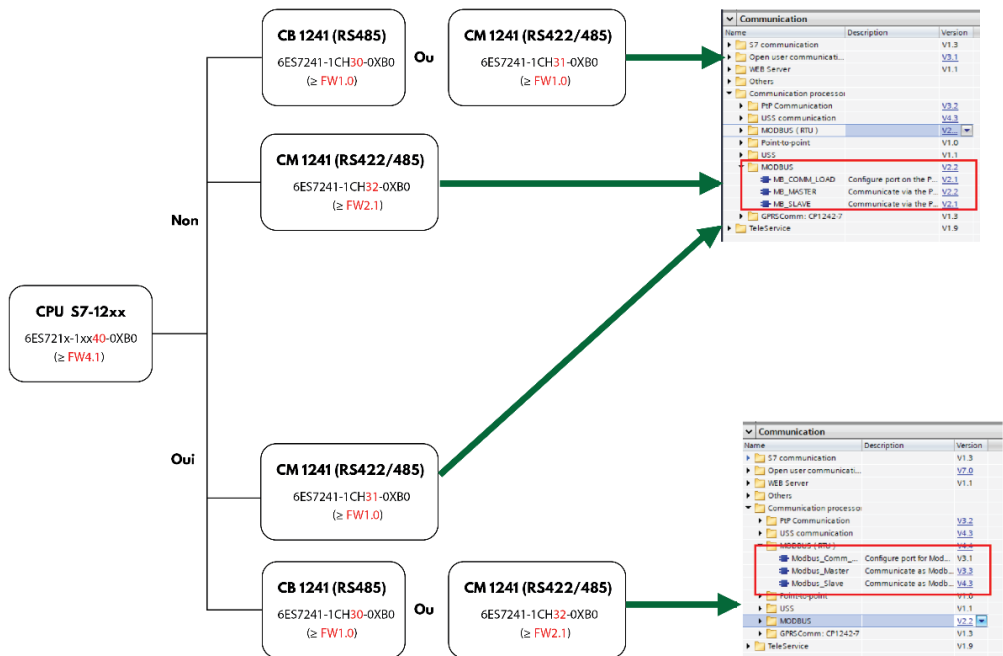 CB 1241 (RS485)
6ES7241-1CH30-0XB0
(≥ FW1.0)
Ou
CM 1241 (RS422/485)
6ES7241-1CH31-0XB0
(≥ FW1.0)
Communication
Name Description Version
S7 communication V1.3
Open user communicati... V3.1
WEB Server V1.1
Others
Communication processor
PtP Communication V3.2
USS communication V4.3
MODBUS (RTU) V2...
Point-to-point V1.0
USS V1.1
MODBUS V2.2
MB_COMM_LOAD Configure port on the P... V2.1
MB_MASTER Communicate via the P... V2.2
MB_SLAVE Communicate via the P... V2.1
GPRSComm: CP1242-7 V1.3
TeleService V1.9
CM 1241 (RS422/485)
6ES7241-1CH32-0XB0
(≥ FW2.1)
Non
CPU S7-12xx
6ES721x-1xx40-0XB0
(≥ FW4.1)
Oui
CM 1241 (RS422/485)
6ES7241-1CH31-0XB0
(≥ FW1.0)
CB 1241 (RS485)
6ES7241-1CH30-0XB0
(≥ FW1.0)
Ou
CM 1241 (RS422/485)
6ES7241-1CH32-0XB0
(≥ FW2.1)
Communication
Name Description Version
S7 communication V1.3
Open user communicati... V7.0
WEB Server V1.1
Others
Communication processor
PtP Communication V3.2
USS communication V4.3
MODBUS (RTU) V4.4
Modbus_Comm_... Configure port for Mod... V3.1
Modbus_Master Communicate as Modb... V3.3
Modbus_Slave Communicate as Modb... V4.3
Point-to-point V1.0
USS V1.1
MODBUS V2.2
GPRSComm: CP1242-7 V1.3
TeleService V1.9